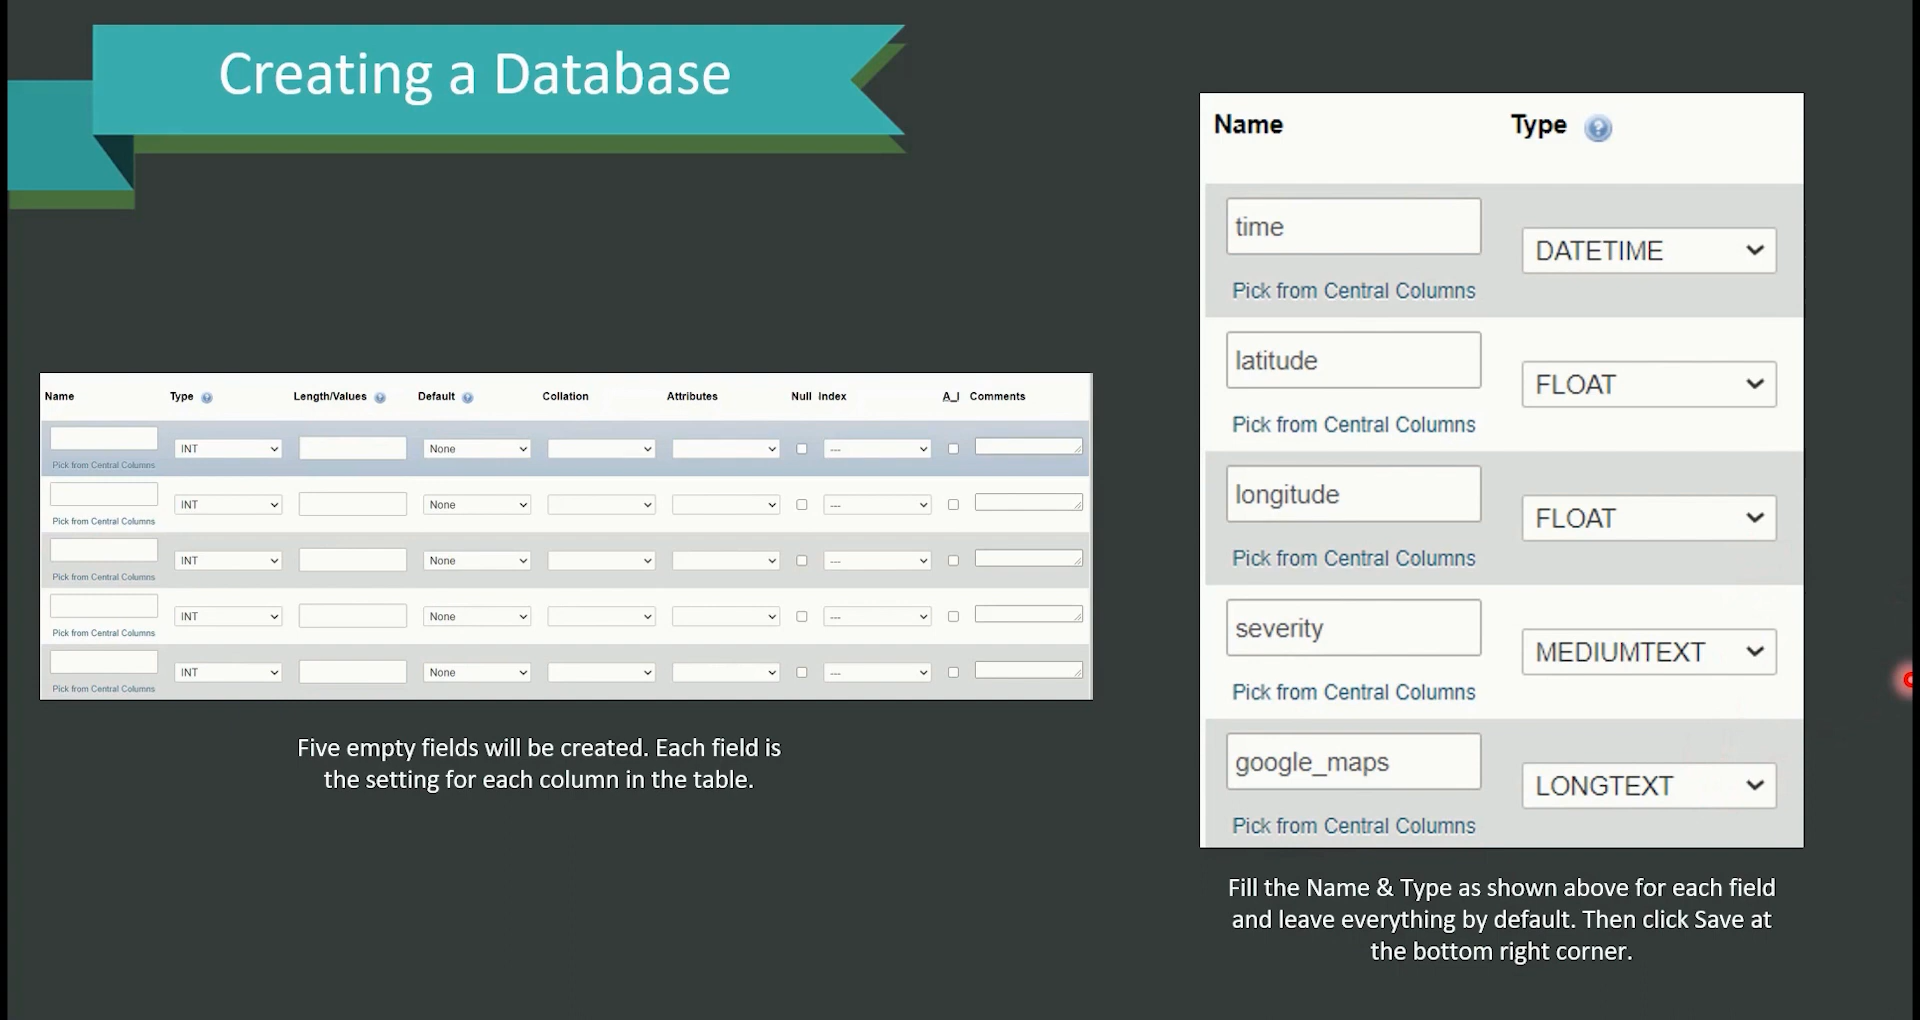 Creating a Database
Name Type Length/Values Default Collation Attributes Null Index A_I Comments
INT None ---
Pick from Central Columns
INT None ---
Pick from Central Columns
INT None ---
Pick from Central Columns
INT None ---
Pick from Central Columns
INT None ---
Pick from Central Columns
Five empty fields will be created. Each field is
the setting for each column in the table.
Name Type
time DATETIME
Pick from Central Columns
latitude FLOAT
Pick from Central Columns
longitude FLOAT
Pick from Central Columns
severity MEDIUMTEXT
Pick from Central Columns
google_maps LONGTEXT
Pick from Central Columns
Fill the Name & Type as shown above for each field
and leave everything by default. Then click Save at
the bottom right corner.